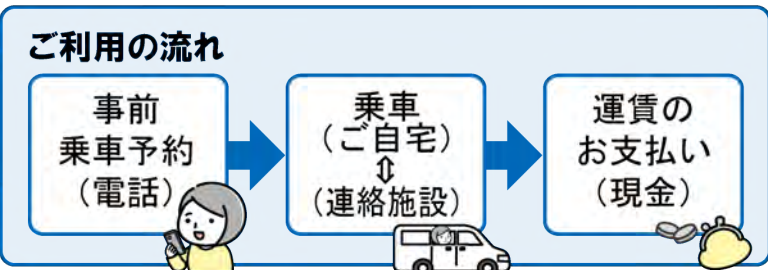 ご利用の流れ
事前
乗車予約
（電話）
乗車
（ご自宅）
⇕
（連絡施設）
運賃の
お支払い
（現金）